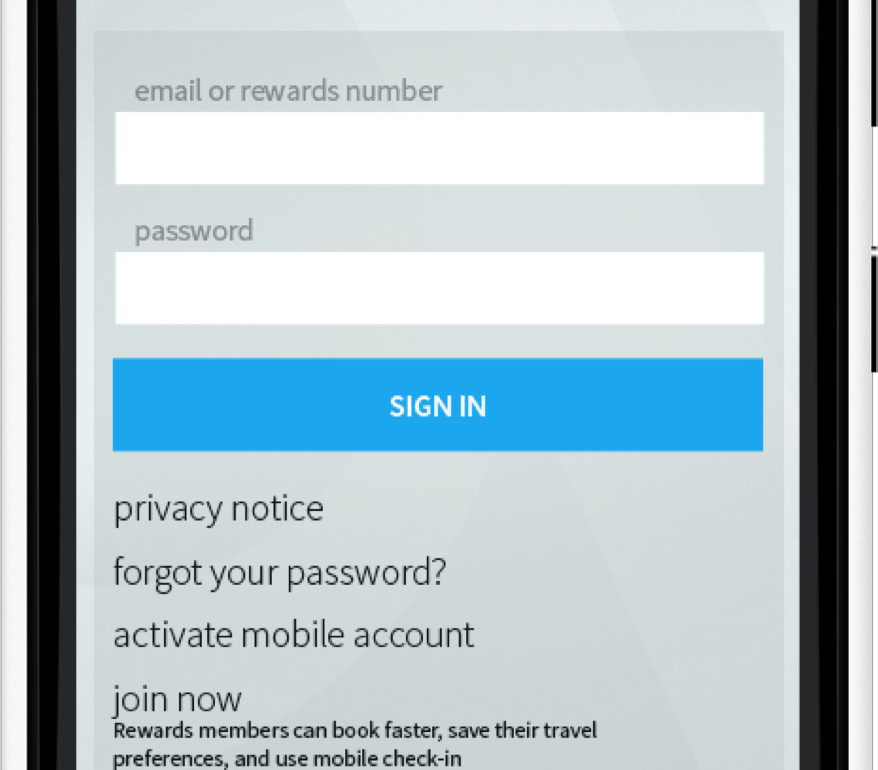 email or rewards number
password
SIGN IN
privacy notice
forgot your password?
activate mobile account
join now
Rewards members can book faster, save their travel
preferences, and use mobile check-in